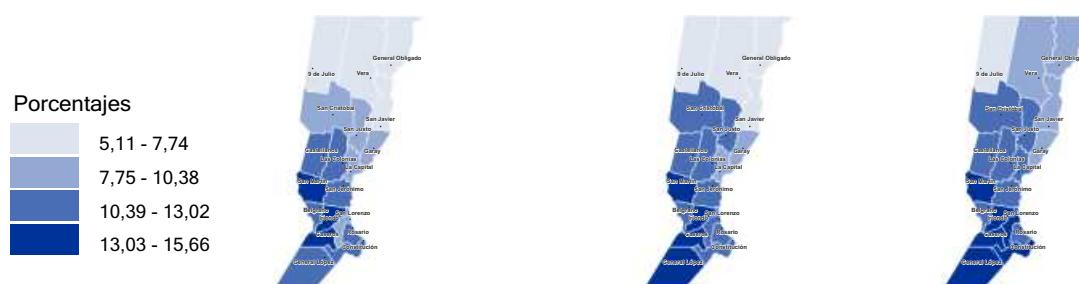 Porcentajes
5,11 - 7,74
7,75 - 10,38
10,39 - 13,02
13,03 - 15,66
General Obligado
9 de Julio
Vera
San Cristóbal
San Javier
San Justo
Castellanos
Garay
Las Colonias
La Capital
San Martín
San Jerónimo
Belgrano
San Lorenzo
Iriondo
Caseros
Rosario
Constitución
General López
General Obligado
9 de Julio
Vera
San Cristóbal
San Javier
San Justo
Castellanos
Garay
Las Colonias
La Capital
San Martín
San Jerónimo
Belgrano
San Lorenzo
Iriondo
Caseros
Rosario
Constitución
General López
General Oblig
9 de Julio
Vera
San Cristóbal
San Javier
San Justo
Castellanos
Garay
Las Colonias
La Capital
San Martín
San Jerónimo
Belgrano
San Lorenzo
Iriondo
Caseros
Rosario
Constitución
General López